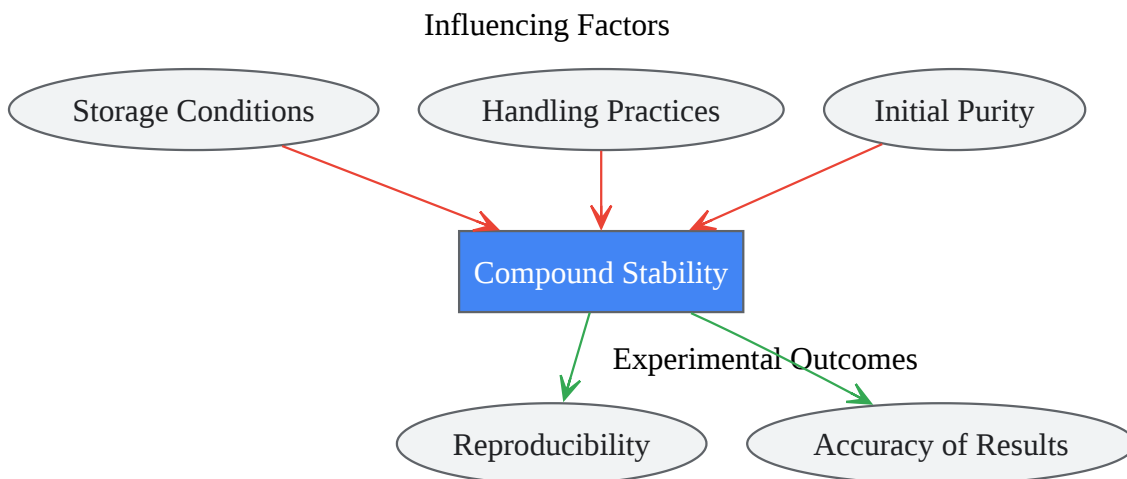 Influencing Factors
Storage Conditions
Handling Practices
Initial Purity
Compound Stability
Experimental Outcomes
Reproducibility
Accuracy of Results